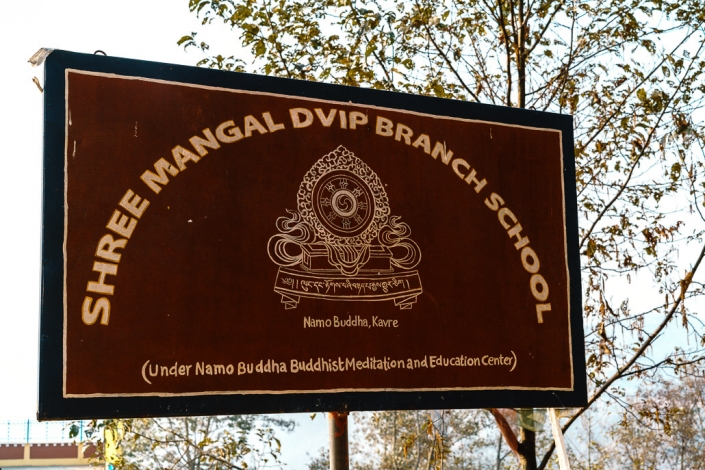 SHREE MANGAL DVIP BRANCH SCHOOL
Namo Buddha, Kavre
(Under Namo Buddha Buddhist Meditation and Education Center)